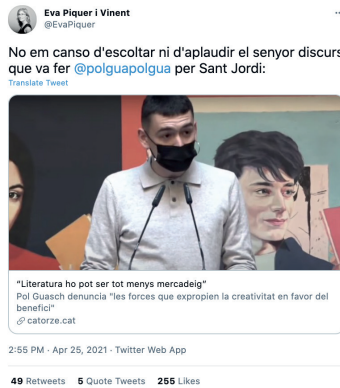 Eva Piquer i Vinent
@EvaPiquer
No em canso d'escoltar ni d'aplaudir el senyor discurs
que va fer @polguapolgua per Sant Jordi:
Translate Tweet
"Literatura ho pot ser tot menys mercadeig"
Pol Guasch denuncia "les forces que expropien la creativitat en favor del
benefici"
catorze.cat
2:55 PM · Apr 25, 2021 · Twitter Web App
49 Retweets 5 Quote Tweets 255 Likes